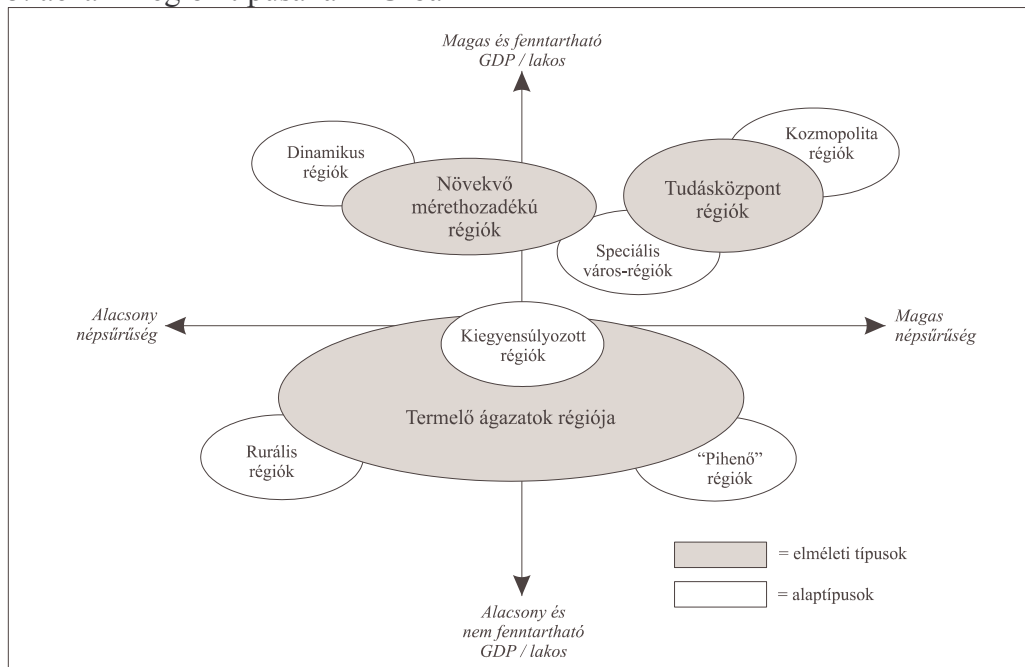 Magas és fenntartható
GDP / lakos
Dinamikus
régiók
Növekvő
mérethozadékú
régiók
Kozmopolita
régiók
Tudásközpont
régiók
Speciális
város-régiók
Alacsony
népsűrűség
Kiegyensúlyozott
régiók
Magas
népsűrűség
Termelő ágazatok régiója
Rurális
régiók
“Pihenő”
régiók
= elméleti típusok
= alaptípusok
Alacsony és
nem fenntartható
GDP / lakos